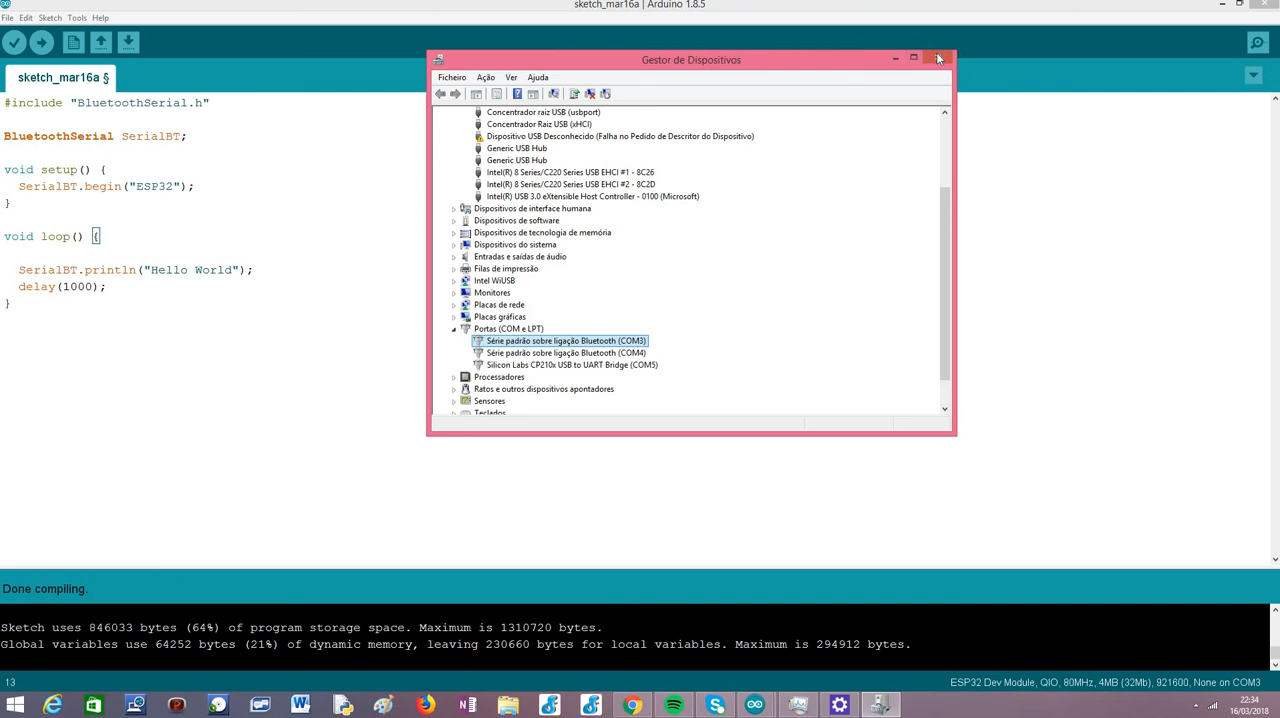 sketch_mar16a | Arduino 1.8.5
File Edit Sketch Tools Help
sketch_mar16a §
#include "BluetoothSerial.h"
BluetoothSerial SerialBT;
void setup() {
SerialBT.begin("ESP32");
}
void loop() {
SerialBT.println("Hello World");
delay(1000);
}
Gestor de Dispositivos
Ficheiro Ação Ver Ajuda
Concentrador raiz USB (usbport)
Concentrador Raiz USB (xHCI)
Dispositivo USB Desconhecido (Falha no Pedido de Descritor do Dispositivo)
Generic USB Hub
Generic USB Hub
Intel(R) 8 Series/C220 Series USB EHCI #1 - 8C26
Intel(R) 8 Series/C220 Series USB EHCI #2 - 8C2D
Intel(R) USB 3.0 eXtensible Host Controller - 0100 (Microsoft)
Dispositivos de interface humana
Dispositivos de software
Dispositivos de tecnologia de memória
Dispositivos do sistema
Entradas e saídas de áudio
Filas de impressão
Intel WiUSB
Monitores
Placas de rede
Placas gráficas
Portas (COM e LPT)
Série padrão sobre ligação Bluetooth (COM3)
Série padrão sobre ligação Bluetooth (COM4)
Silicon Labs CP210x USB to UART Bridge (COM5)
Processadores
Ratos e outros dispositivos apontadores
Sensores
Teclados
Done compiling.
Sketch uses 846033 bytes (64%) of program storage space. Maximum is 1310720 bytes.
Global variables use 64252 bytes (21%) of dynamic memory, leaving 230660 bytes for local variables. Maximum is 294912 bytes.
13
ESP32 Dev Module, QIO, 80MHz, 4MB (32Mb), 921600, None on COM3
22:34
16/03/2018